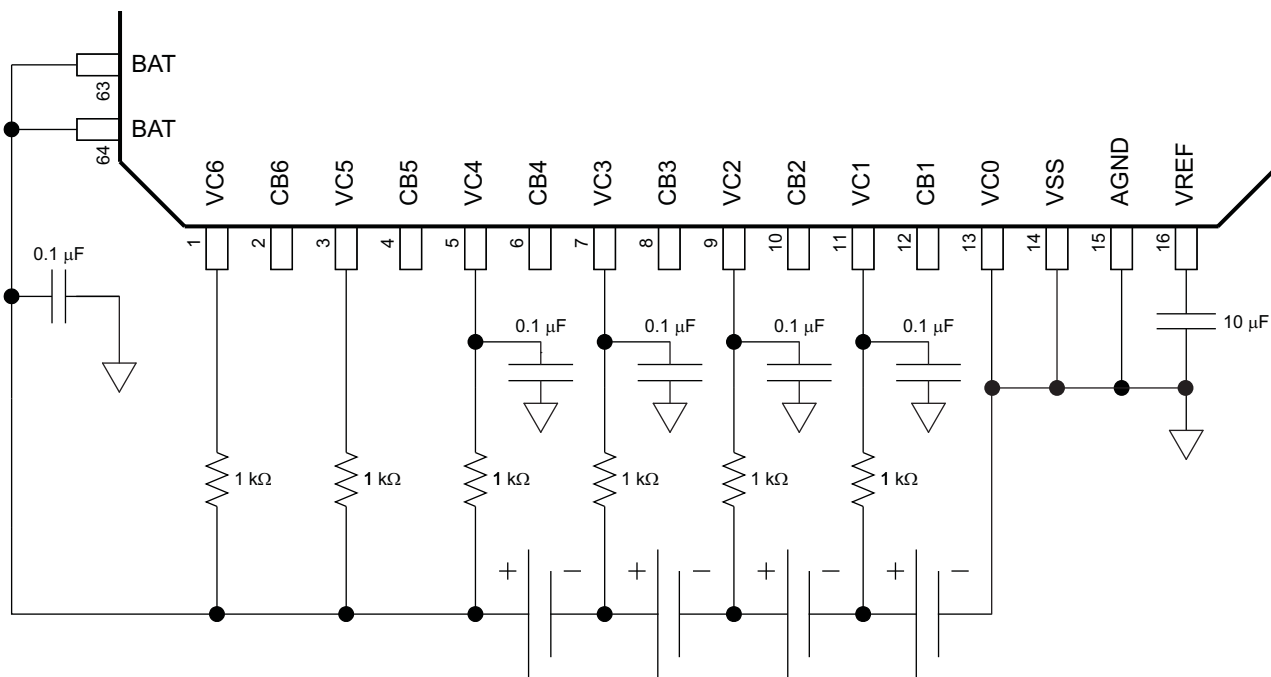 BAT
63
BAT
64
VC6
CB6
VC5
CB5
VC4
CB4
VC3
CB3
VC2
CB2
VC1
CB1
VC0
VSS
AGND
VREF
1
2
3
4
5
6
7
8
9
10
11
12
13
14
15
16
0.1 μF
0.1 μF
0.1 μF
0.1 μF
0.1 μF
10 μF
1 kΩ
1 kΩ
1 kΩ
1 kΩ
1 kΩ
1 kΩ
+ −
+ −
+ −
+ −